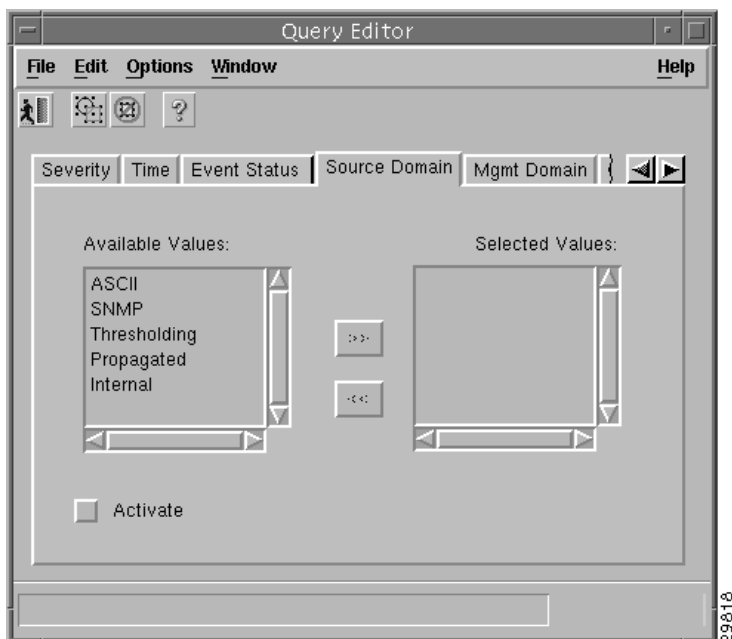 Query Editor
File Edit Options Window Help
?
Severity Time Event Status Source Domain Mgmt Domain
Available Values: Selected Values:
ASCII
SNMP
Thresholding
Propagated
Internal
>>
<<
Activate
29818